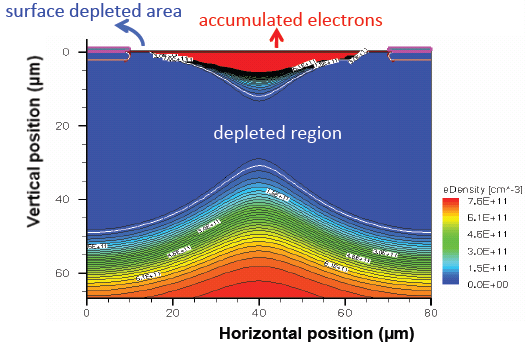 surface depleted area
accumulated electrons
0
20
40
60
Vertical position (µm)
depleted region
eDensity [cm^-3]
7.6E+11
6.1E+11
4.5E+11
3.0E+11
1.5E+11
0.0E+00
0
20
40
60
80
Horizontal position (µm)